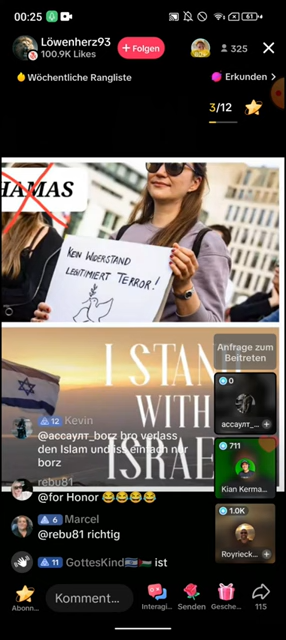 00:25
61
Löwenherz93
100.9K Likes
+ Folgen
325
Wöchentliche Rangliste
Erkunden >
3/12
HAMAS
KEIN WIDERSTAND
LEGITIMIERT TERROR!
I STAND
WITH
ISRAEL
Anfrage zum
Beitreten
0
ассаулт_...
711
Kian Kerma...
1.0K
Royrieck...
12 Kevin
@ассаулт_borz bro verlass
den Islam und iss einfach nur
borz
rebu81
@for Honor 😂😂😂😂
6 Marcel
@rebu81 richtig
11 GottesKind🇮🇱🇵🇸 ist
Abonn...
Komment...
Interagi...
Senden
Gesche...
115